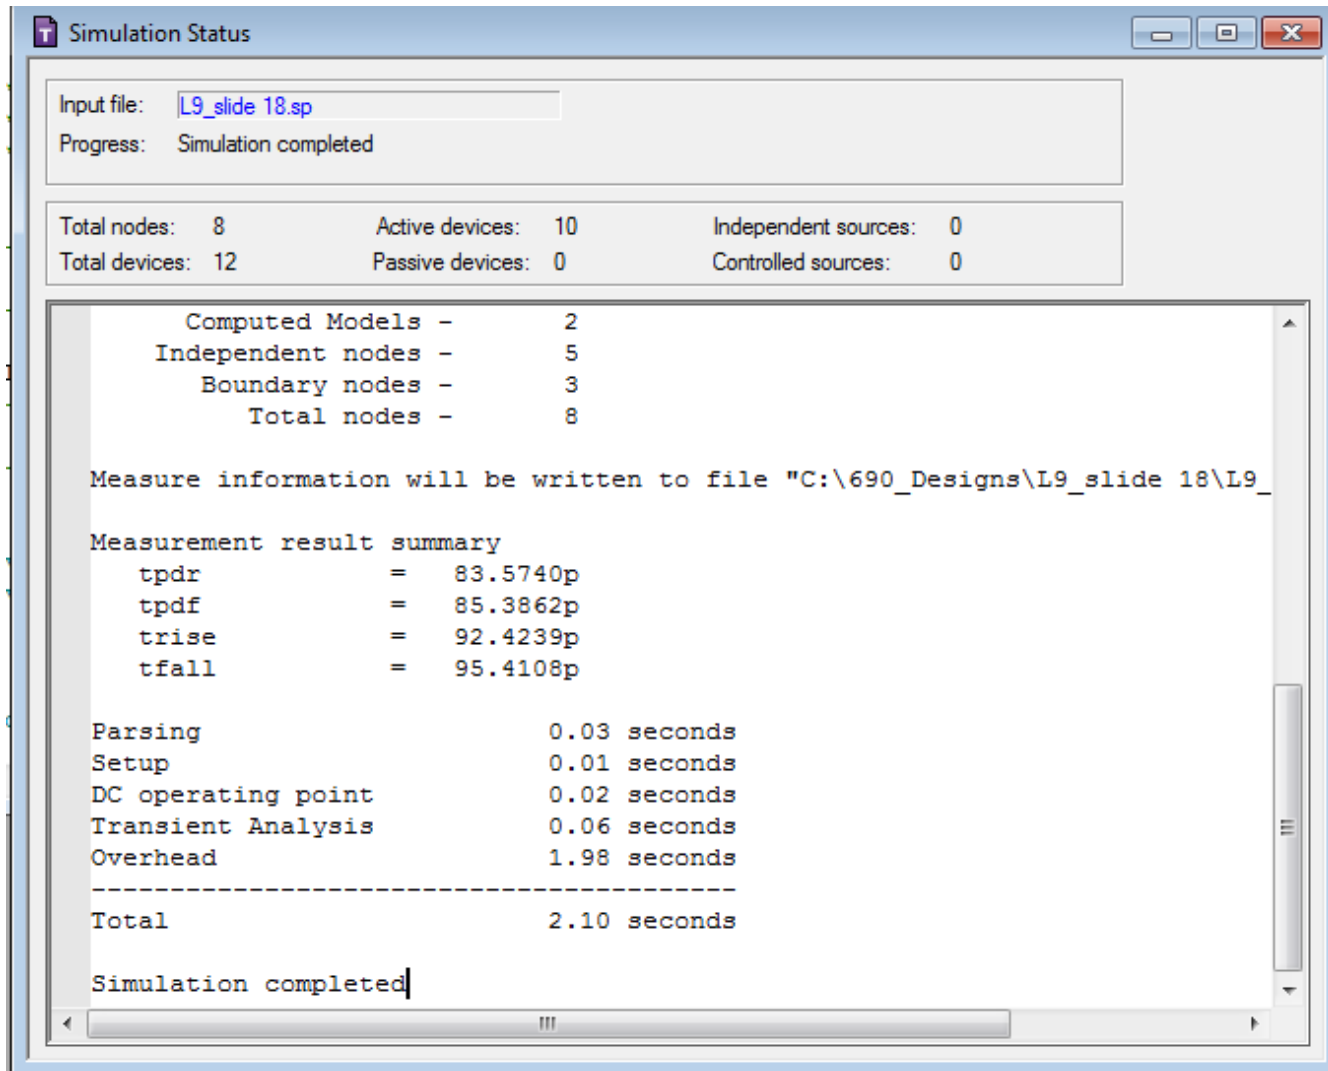 Simulation Status
Input file: L9_slide 18.sp
Progress: Simulation completed
Total nodes: 8 Active devices: 10 Independent sources: 0
Total devices: 12 Passive devices: 0 Controlled sources: 0
Computed Models - 2
Independent nodes - 5
Boundary nodes - 3
Total nodes - 8
Measure information will be written to file "C:\690_Designs\L9_slide 18\L9_
Measurement result summary
tpdr = 83.5740p
tpdf = 85.3862p
trise = 92.4239p
tfall = 95.4108p
Parsing 0.03 seconds
Setup 0.01 seconds
DC operating point 0.02 seconds
Transient Analysis 0.06 seconds
Overhead 1.98 seconds
-----------------------------------------
Total 2.10 seconds
Simulation completed